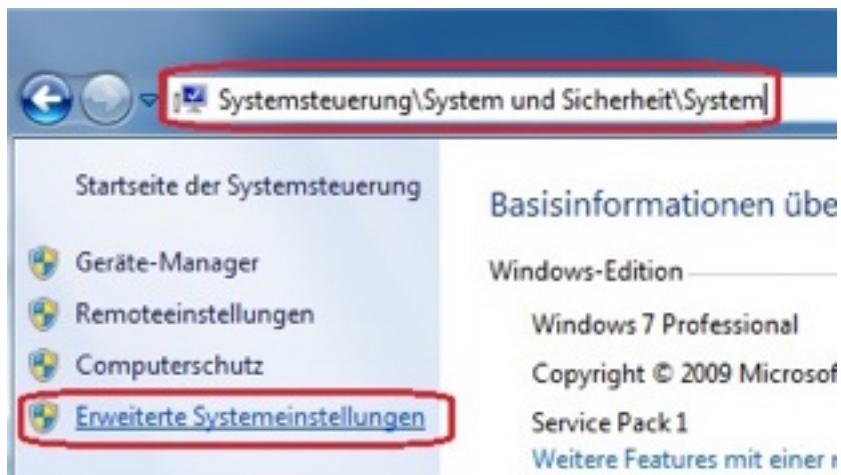 Systemsteuerung\System und Sicherheit\System
Startseite der Systemsteuerung
Geräte-Manager
Remoteeinstellungen
Computerschutz
Erweiterte Systemeinstellungen
Basisinformationen übe
Windows-Edition
Windows 7 Professional
Copyright © 2009 Microsof
Service Pack 1
Weitere Features mit einer